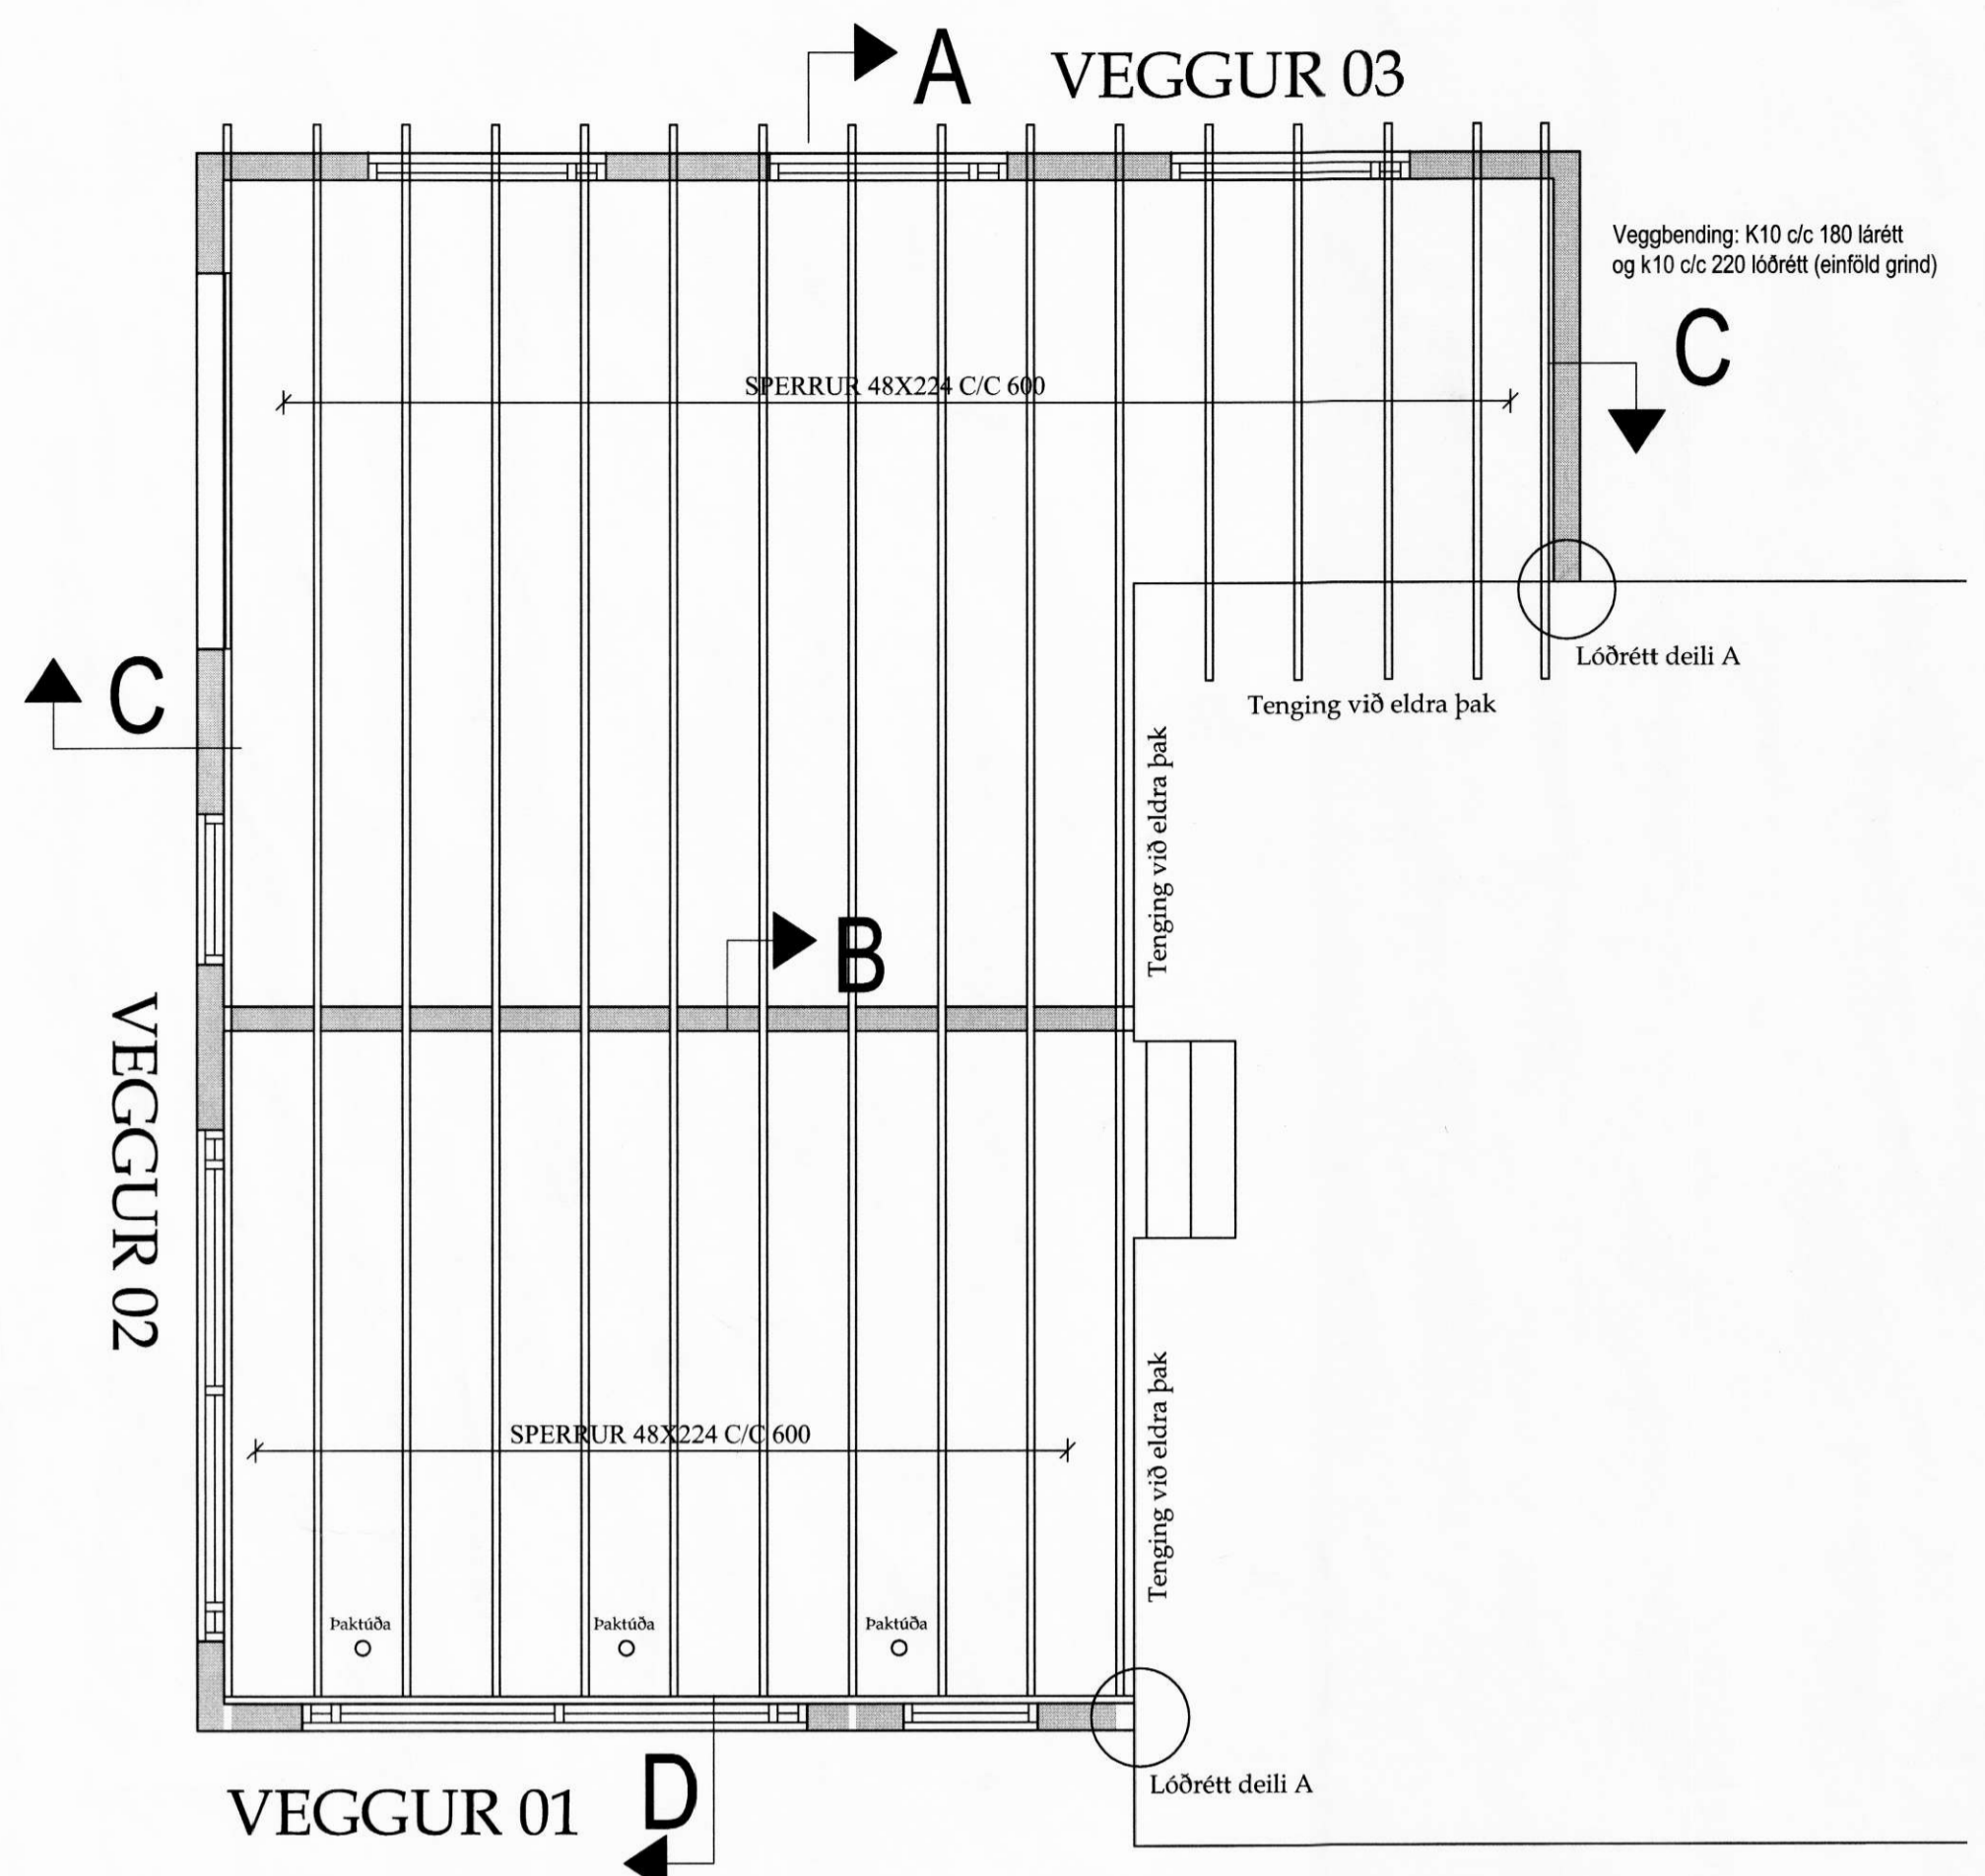 A
VEGGUR 03
Veggbending: K10 c/c 180 lárétt
og k10 c/c 220 lóðrétt (einföld grind)
C
SPERRUR 48X224 C/C 600
Lóðrétt deili A
C
Tenging við eldra þak
Tenging við eldra þak
B
VEGGUR 02
SPERRUR 48X224 C/C 600
Tenging við eldra þak
Þaktúða
Þaktúða
Þaktúða
Lóðrétt deili A
D
VEGGUR 01